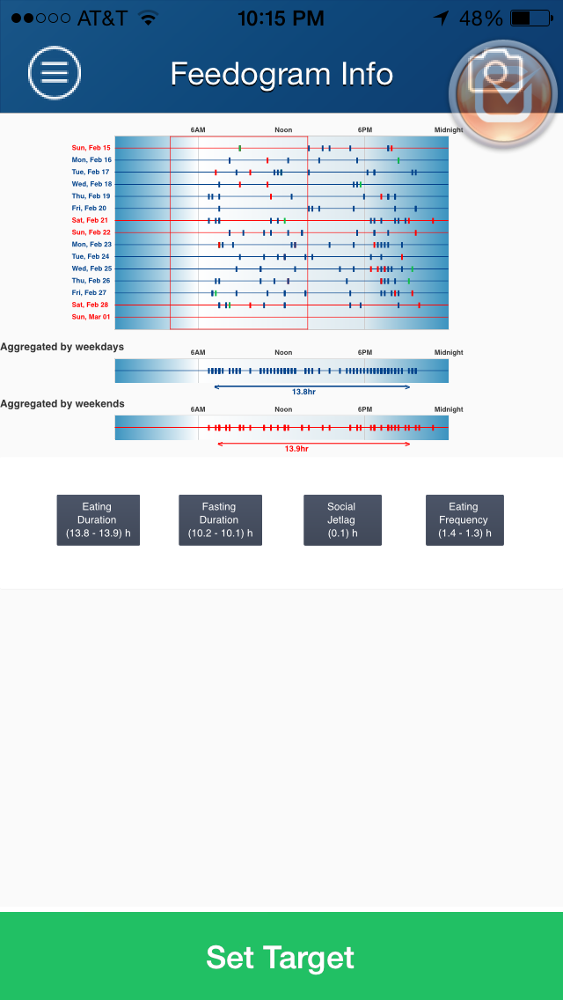 AT&T 10:15 PM 48%
Feedogram Info
6AM Noon 6PM Midnight
Sun, Feb 15
Mon, Feb 16
Tue, Feb 17
Wed, Feb 18
Thu, Feb 19
Fri, Feb 20
Sat, Feb 21
Sun, Feb 22
Mon, Feb 23
Tue, Feb 24
Wed, Feb 25
Thu, Feb 26
Fri, Feb 27
Sat, Feb 28
Sun, Mar 01
Aggregated by weekdays
6AM Noon 6PM Midnight
13.8hr
Aggregated by weekends
6AM Noon 6PM Midnight
13.9hr
Eating Fasting Social Eating
Duration Duration Jetlag Frequency
(13.8 - 13.9) h (10.2 - 10.1) h (0.1) h (1.4 - 1.3) h
Set Target